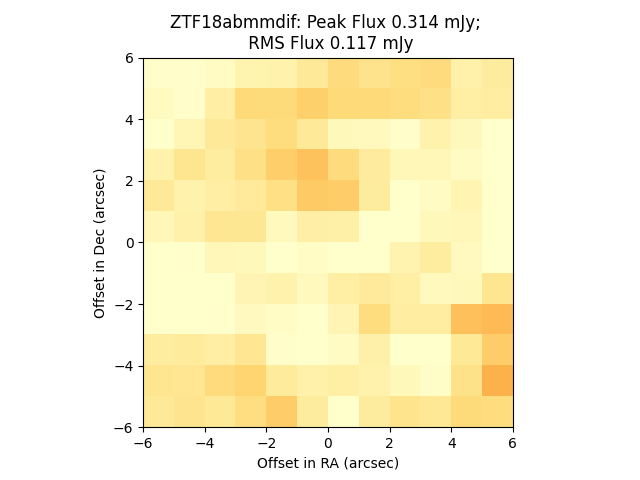 ZTF18abmmdif: Peak Flux 0.314 mJy;
RMS Flux 0.117 mJy
6
4
2
0
−2
−4
−6
Offset in Dec (arcsec)
−6 −4 −2 0 2 4 6
Offset in RA (arcsec)